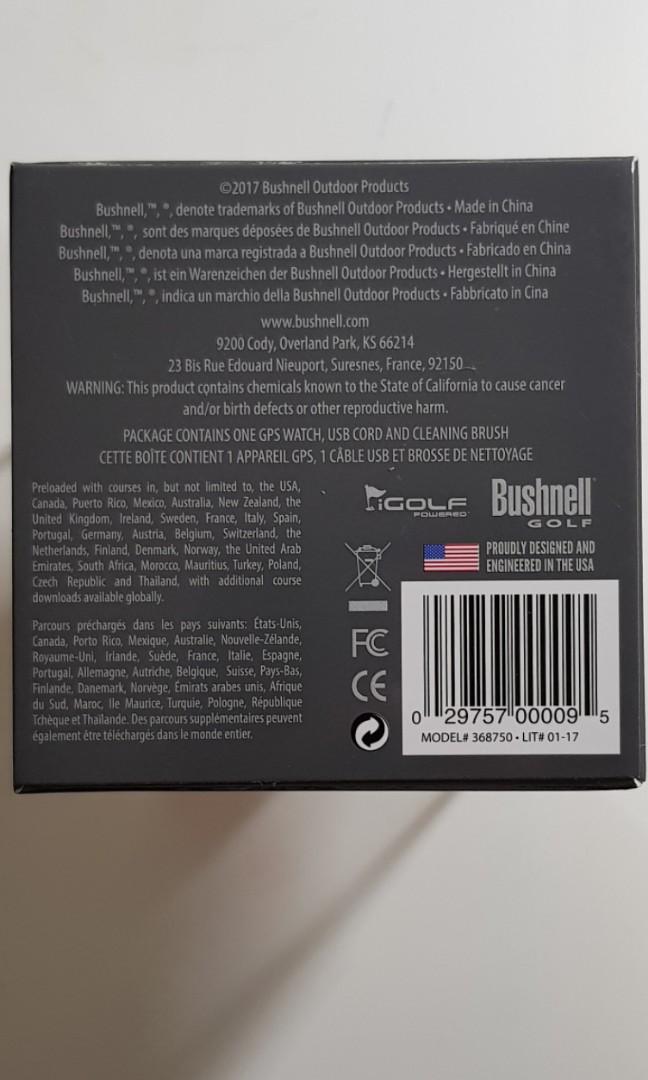 ©2017 Bushnell Outdoor Products
Bushnell,™, ®, denote trademarks of Bushnell Outdoor Products • Made in China
Bushnell,™, ®, sont des marques déposées de Bushnell Outdoor Products • Fabriqué en Chine
Bushnell,™, ®, denota una marca registrada a Bushnell Outdoor Products • Fabricado en China
Bushnell,™, ®, ist ein Warenzeichen der Bushnell Outdoor Products • Hergestellt in China
Bushnell,™, ®, indica un marchio della Bushnell Outdoor Products • Fabbricato in Cina
www.bushnell.com
9200 Cody, Overland Park, KS 66214
23 Bis Rue Edouard Nieuport, Suresnes, France, 92150
WARNING: This product contains chemicals known to the State of California to cause cancer
and/or birth defects or other reproductive harm.
PACKAGE CONTAINS ONE GPS WATCH, USB CORD AND CLEANING BRUSH
CETTE BOÎTE CONTIENT 1 APPAREIL GPS, 1 CÂBLE USB ET BROSSE DE NETTOYAGE
Preloaded with courses in, but not limited to, the USA,
Canada, Puerto Rico, Mexico, Australia, New Zealand, the
United Kingdom, Ireland, Sweden, France, Italy, Spain,
Portugal, Germany, Austria, Belgium, Switzerland, the
Netherlands, Finland, Denmark, Norway, the United Arab
Emirates, South Africa, Morocco, Mauritius, Turkey, Poland,
Czech Republic and Thailand, with additional course
downloads available globally.
Parcours préchargés dans les pays suivants: États-Unis,
Canada, Porto Rico, Mexique, Australie, Nouvelle-Zélande,
Royaume-Uni, Irlande, Suède, France, Italie, Espagne,
Portugal, Allemagne, Autriche, Belgique, Suisse, Pays-Bas,
Finlande, Danemark, Norvège, Émirats arabes unis, Afrique
du Sud, Maroc, Ile Maurice, Turquie, Pologne, République
Tchèque et Thaïlande. Des parcours supplémentaires peuvent
également être téléchargés dans le monde entier.
iGOLF
POWERED
Bushnell
GOLF
PROUDLY DESIGNED AND
ENGINEERED IN THE USA
FC
CE
0 29757 00009 5
MODEL# 368750 • LIT# 01-17